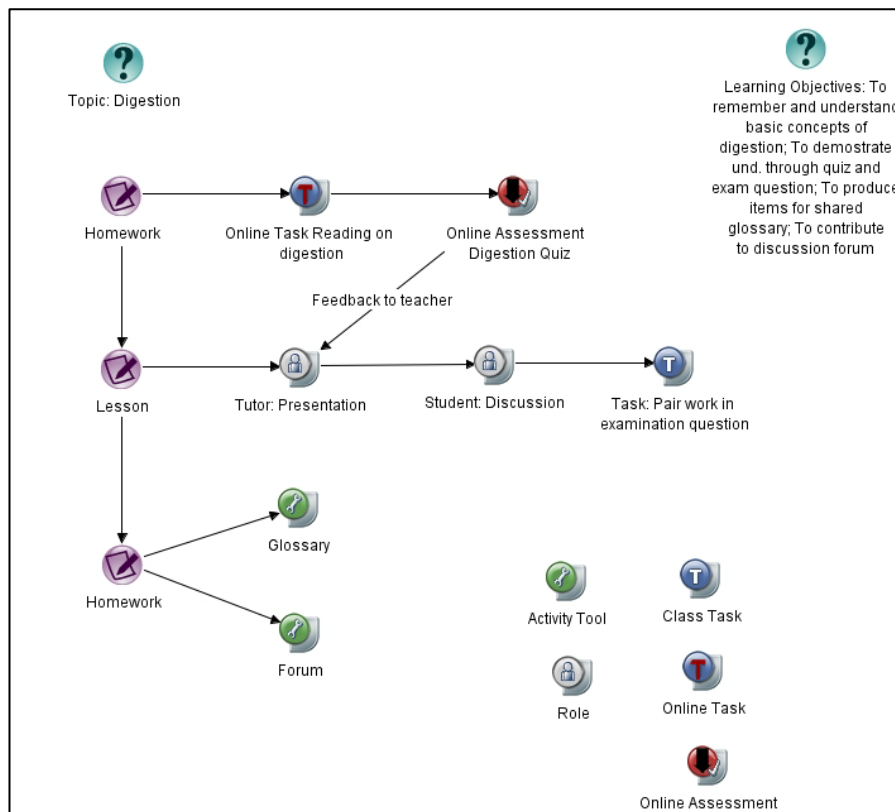 Topic: Digestion
Learning Objectives: To
remember and understand
basic concepts of
digestion; To demostrate
und. through quiz and
exam question; To produce
items for shared
glossary; To contribute
to discussion forum
Homework
Online Task Reading on
digestion
Online Assessment
Digestion Quiz
Feedback to teacher
Lesson
Tutor: Presentation
Student: Discussion
Task: Pair work in
examination question
Glossary
Homework
Forum
Activity Tool
Class Task
Role
Online Task
Online Assessment